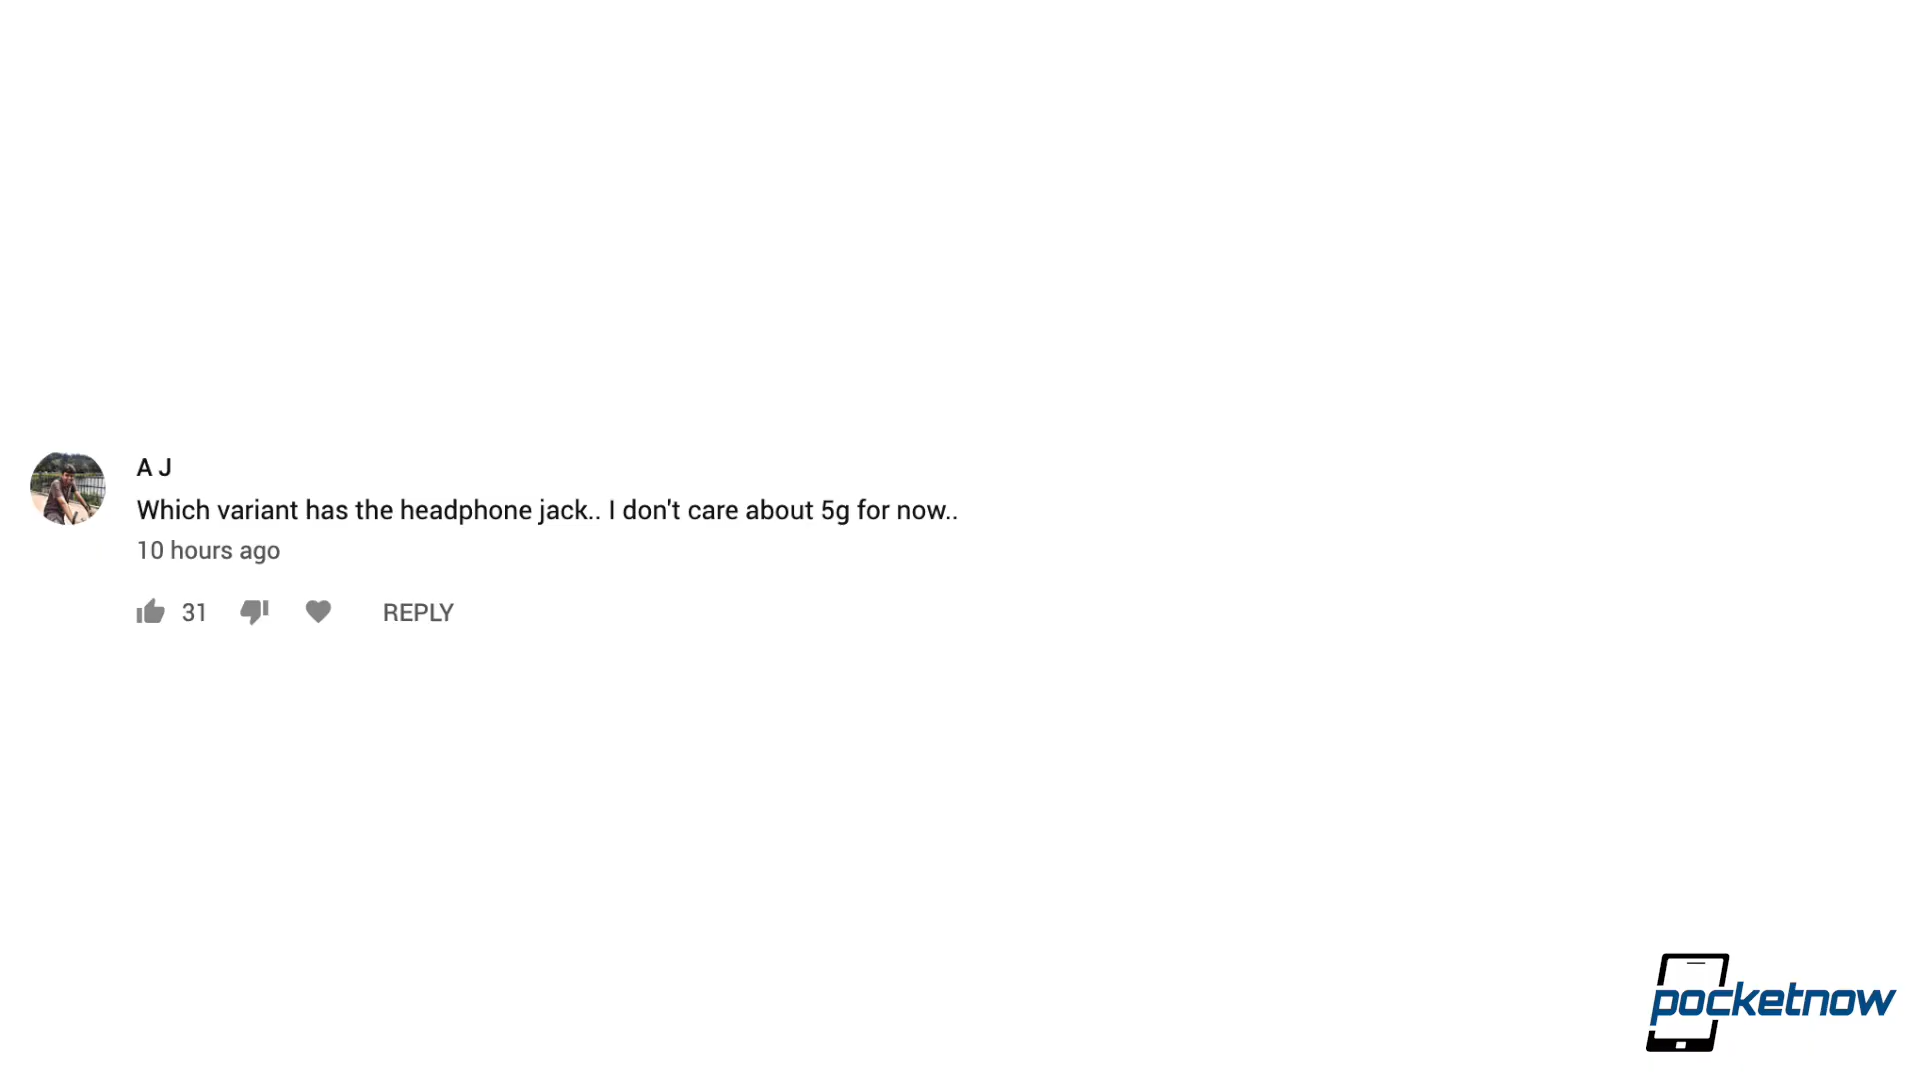 A J
Which variant has the headphone jack.. I don't care about 5g for now..
10 hours ago
31 REPLY
pocketnow